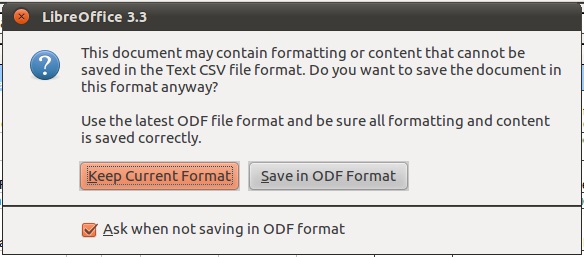 LibreOffice 3.3
This document may contain formatting or content that cannot be
saved in the Text CSV file format. Do you want to save the document in
this format anyway?
Use the latest ODF file format and be sure all formatting and content
is saved correctly.
Keep Current Format
Save in ODF Format
Ask when not saving in ODF format